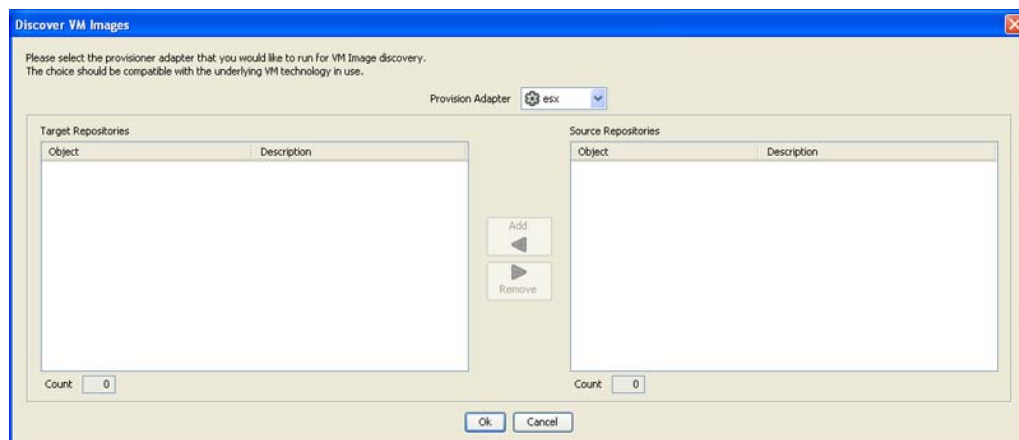 Discover VM Images
Please select the provisioner adapter that you would like to run for VM Image discovery.
The choice should be compatible with the underlying VM technology in use.
Provision Adapter esx
Target Repositories
Object Description
Count 0
Add
Remove
Source Repositories
Object Description
Count 0
Ok Cancel